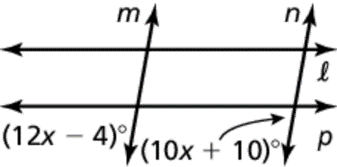 m n
ℓ
(12x − 4)° (10x + 10)° p